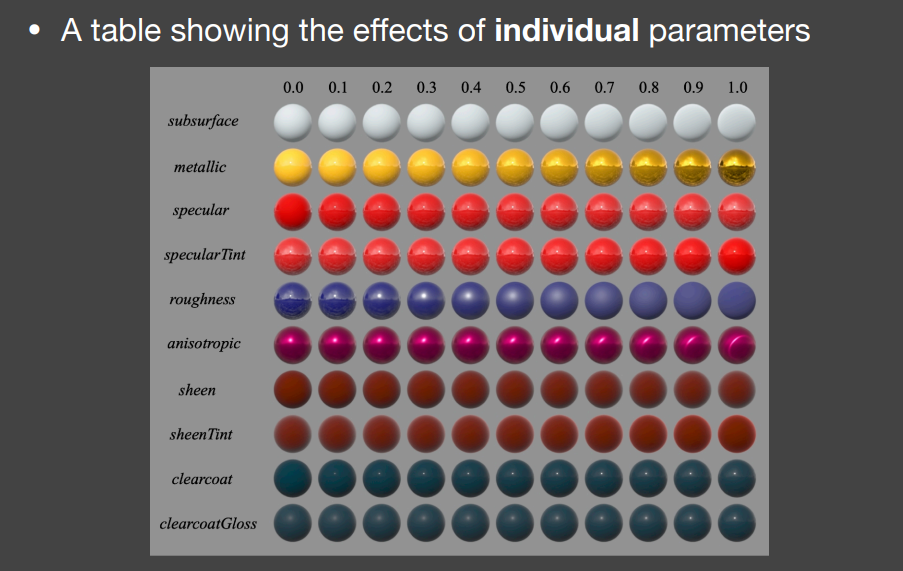 • A table showing the effects of individual parameters
0.0 0.1 0.2 0.3 0.4 0.5 0.6 0.7 0.8 0.9 1.0
subsurface
metallic
specular
specularTint
roughness
anisotropic
sheen
sheenTint
clearcoat
clearcoatGloss